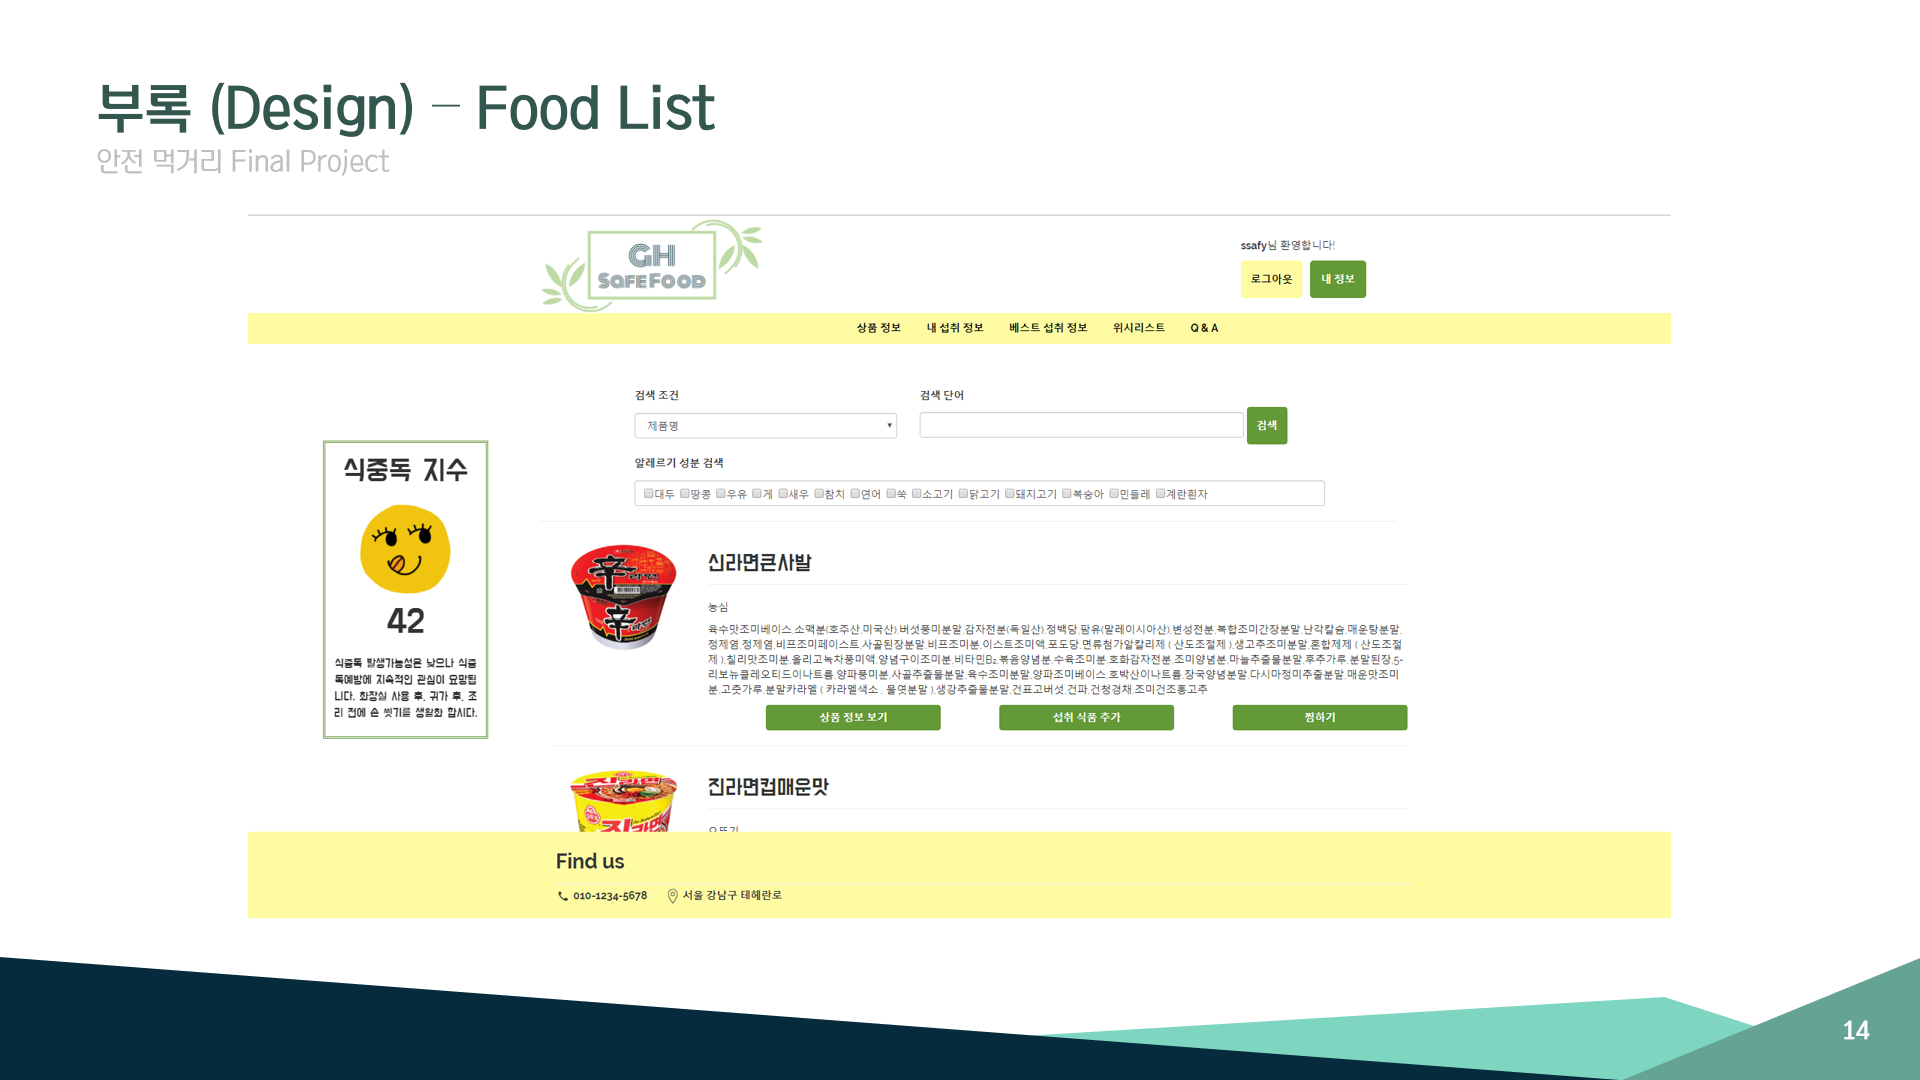 부록 (Design) – Food List
안전 먹거리 Final Project
GH
SAFEFOOD
ssafy님 환영합니다!
로그아웃 내 정보
상품 정보 내 섭취 정보 베스트 섭취 정보 위시리스트 Q & A
검색 조건 검색 단어
제품명 검색
알레르기 성분 검색
대두 땅콩 우유 게 새우 참치 연어 쑥 소고기 닭고기 돼지고기 복숭아 민들레 계란흰자
식중독 지수
42
식중독 발생가능성은 낮으나 식중
독예방에 지속적인 관심이 요망됩
니다. 화장실 사용 후, 귀가 후, 조
리 전에 손 씻기를 생활화 합시다.
辛라면
辛라면
신라면큰사발
농심
육수맛조미베이스,소맥분(호주산,미국산),버섯풍미분말,감자전분(독일산),정백당,팜유(말레이시아산),변성전분,복합조미간장분말,난각칼슘,매운탕분말,
정제염,정제염,비프조미페이스트,사골된장분말,비프조미분,이스트조미액,포도당,면류첨가알칼리제 ( 산도조절제 ),생고추조미분말,혼합제제 ( 산도조절
제 ),칠리맛조미분,올리고녹차풍미액,양념구이조미분,비타민B₂,볶음양념분,수육조미분,호화감자전분,조미양념분,마늘추출물분말,후추가루,분말된장,5-
리보뉴클레오티드이나트륨,양파풍미분,사골추출물분말,육수조미분말,양파조미베이스,호박산이나트륨,장국양념분말,다시마정미추출분말,매운맛조미
분,고춧가루,분말카라멜 ( 카라멜색소 , 물엿분말 ),생강추출물분말,건표고버섯,건파,건청경채,조미건조홍고추
상품 정보 보기 섭취 식품 추가 찜하기
진라면컵매운맛
진라면
오뚜기
Find us
010-1234-5678 서울 강남구 테헤란로
14